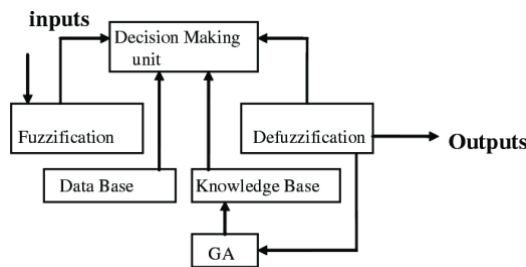 inputs
Decision Making
unit
Fuzzification
Defuzzification
Outputs
Data Base
Knowledge Base
GA